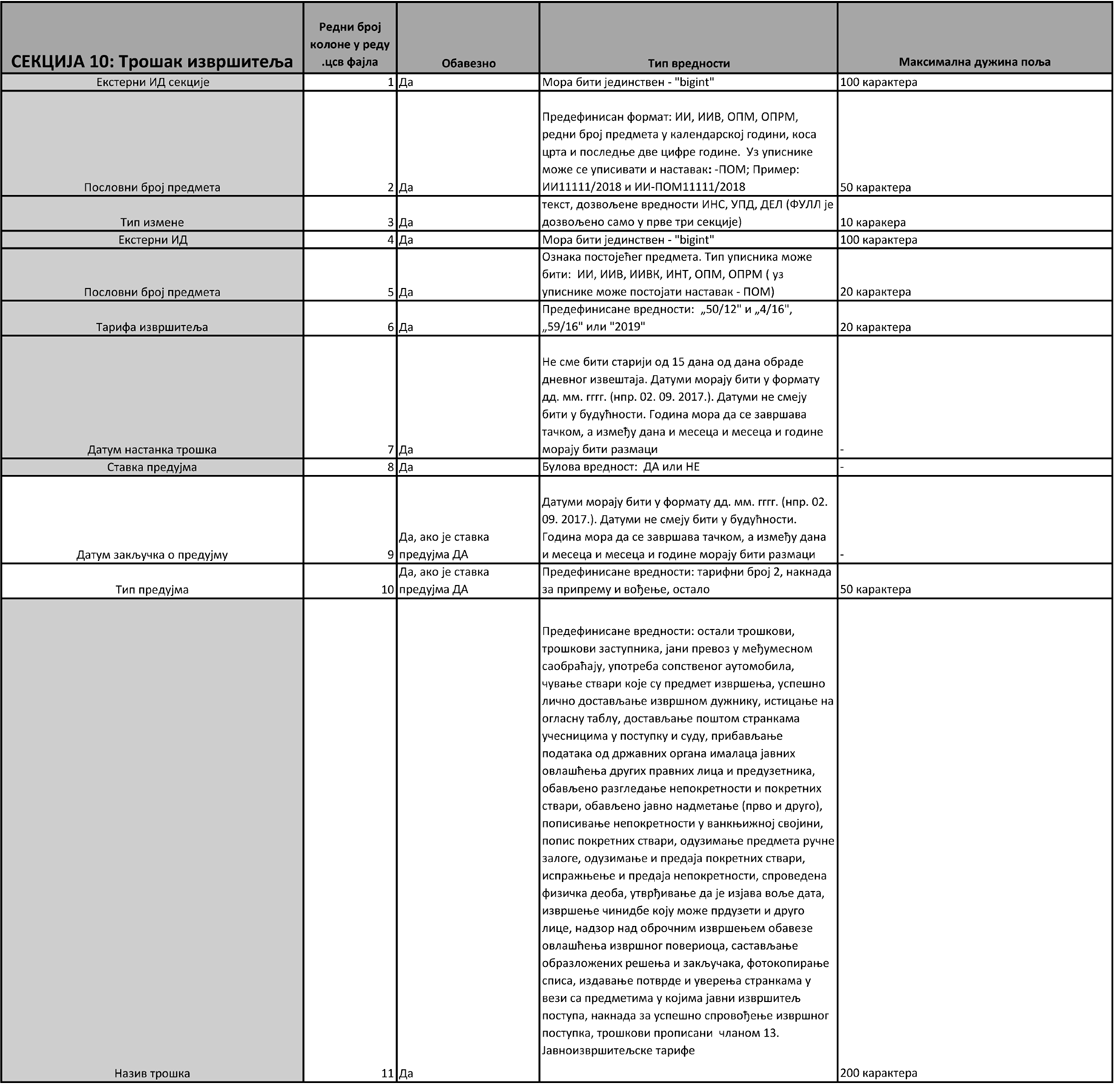 СЕКЦИЈА 10: Трошак извршитеља
Редни број
колоне у реду
.цсв фајла
Обавезно
Тип вредности
Максимална дужина поља
Екстерни ИД секције
1
Да
Мора бити јединствен - "bigint"
100 карактера
Пословни број предмета
2
Да
Предефинисан формат: ИИ, ИИВ, ОПМ, ОПРМ,
редни број предмета у календарској години, коса
црта и последње две цифре године.  Уз уписнике
може се уписивати и наставак: -ПОМ; Пример:
ИИ11111/2018 и ИИ-ПОМ11111/2018
50 карактера
Тип измене
3
Да
текст, дозвољене вредности ИНС, УПД, ДЕЛ (ФУЛЛ је
дозвољено само у прве три секције)
10 каракера
Екстерни ИД
4
Да
Мора бити јединствен - "bigint"
100 карактера
Пословни број предмета
5
Да
Ознака постојећег предмета. Тип уписника може
бити:  ИИ, ИИВ, ИИВК, ИНТ, ОПМ, ОПРМ ( уз
уписнике може постојати наставак - ПОМ)
20 карактера
Тарифа извршитеља
6
Да
Предефинисане вредности:  „50/12" и „4/16",
„59/16" или "2019"
20 карактера
Датум настанка трошка
7
Да
Не сме бити старији од 15 дана од дана обраде
дневног извештаја. Датуми морају бити у формату
дд. мм. гггг. (нпр. 02. 09. 2017.). Датуми не смеју
бити у будућности. Година мора да се завршава
тачком, а између дана и месеца и месеца и године
морају бити размаци
-
Ставка предујма
8
Да
Булова вредност:  ДА или НЕ
-
Датум закључка о предујму
9
Да, ако је ставка
предујма ДА
Датуми морају бити у формату дд. мм. гггг. (нпр. 02.
09. 2017.). Датуми не смеју бити у будућности.
Година мора да се завршава тачком, а између дана
и месеца и месеца и године морају бити размаци
-
Тип предујма
10
Да, ако је ставка
предујма ДА
Предефинисане вредности: тарифни број 2, накнада
за припрему и вођење, остало
50 карактера
Назив трошка
11
Да
Предефинисане вредности: остали трошкови,
трошкови заступника, јани превоз у међумесном
саобраћају, употреба сопственог аутомобила,
чување ствари које су предмет извршења, успешно
лично достављање извршном дужнику, истицање на
огласну таблу, достављање поштом странкама
учесницима у поступку и суду, прибављање
података од државних органа ималаца јавних
овлашћења других правних лица и предузетника,
обављено разгледање непокретности и покретних
ствари, обављено јавно надметање (прво и друго),
пописивање непокретности у ванкњижној својини,
попис покретних ствари, одузимање предмета ручне
залоге, одузимање и предаја покретних ствари,
испражњење и предаја непокретности, спроведена
физичка деоба, утврђивање да је изјава воље дата,
извршење чинидбе коју може прдузети и друго
лице, надзор над оброчним извршењем обавезе
овлашћења извршног повериоца, састављање
образложених решења и закључака, фотокопирање
списа, издавање потврде и уверења странкама у
вези са предметима у којима јавни извршитељ
поступа, накнада за успешно спровођење извршног
поступка, трошкови прописани  чланом 13.
Јавноизвршитељске тарифе
200 карактера